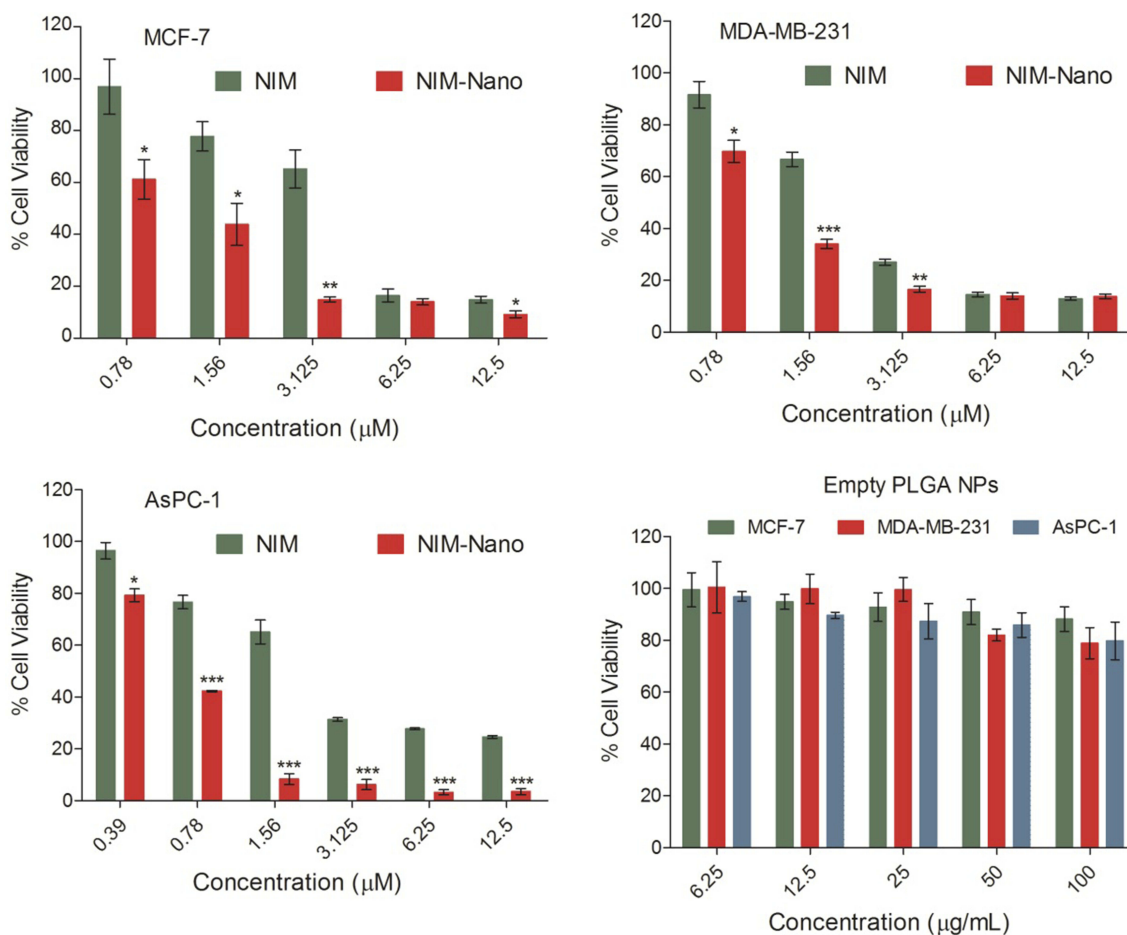 MCF-7
NIM NIM-Nano
% Cell Viability
120
100
80
60
40
20
0
* * ** *
0.78 1.56 3.125 6.25 12.5
Concentration (μM)
MDA-MB-231
NIM NIM-Nano
% Cell Viability
120
100
80
60
40
20
0
* *** **
0.78 1.56 3.125 6.25 12.5
Concentration (μM)
AsPC-1
NIM NIM-Nano
% Cell Viability
120
100
80
60
40
20
0
* *** *** *** *** ***
0.39 0.78 1.56 3.125 6.25 12.5
Concentration (μM)
Empty PLGA NPs
MCF-7 MDA-MB-231 AsPC-1
% Cell Viability
120
100
80
60
40
20
0
6.25 12.5 25 50 100
Concentration (μg/mL)